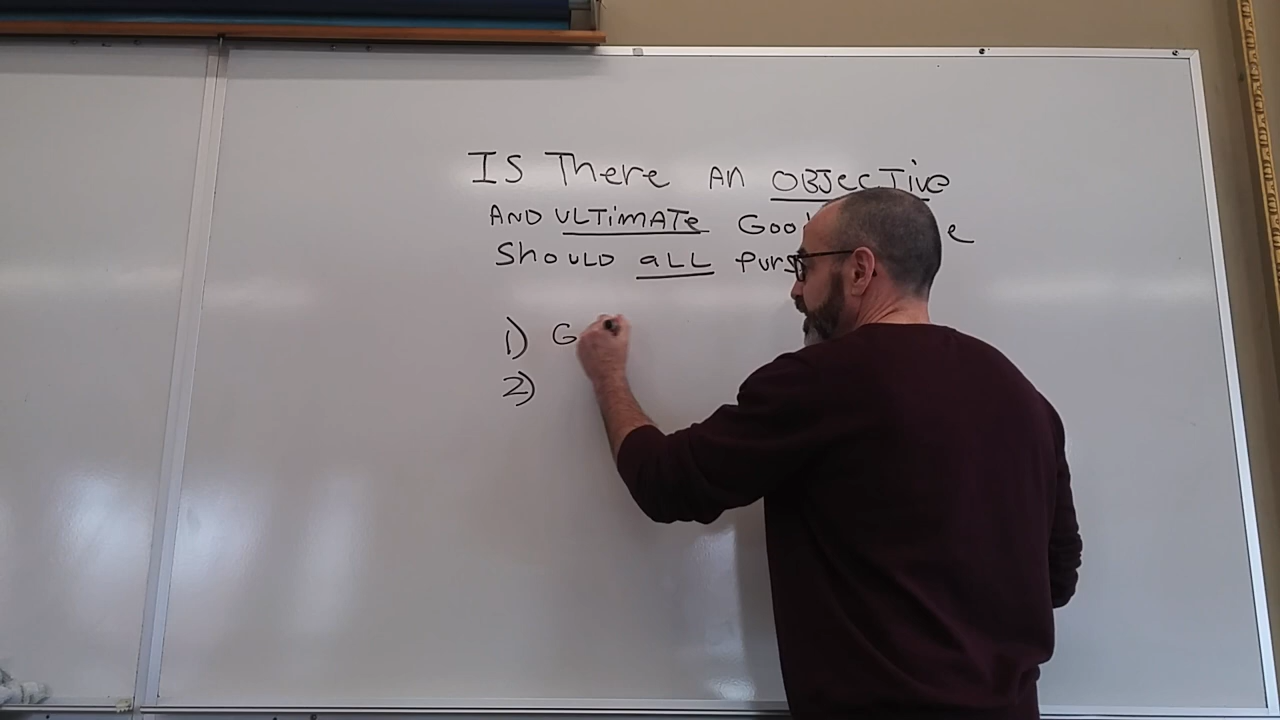 IS There AN OBJecTive
AND ULTimATe
SHOULD aLL
1) G
2)